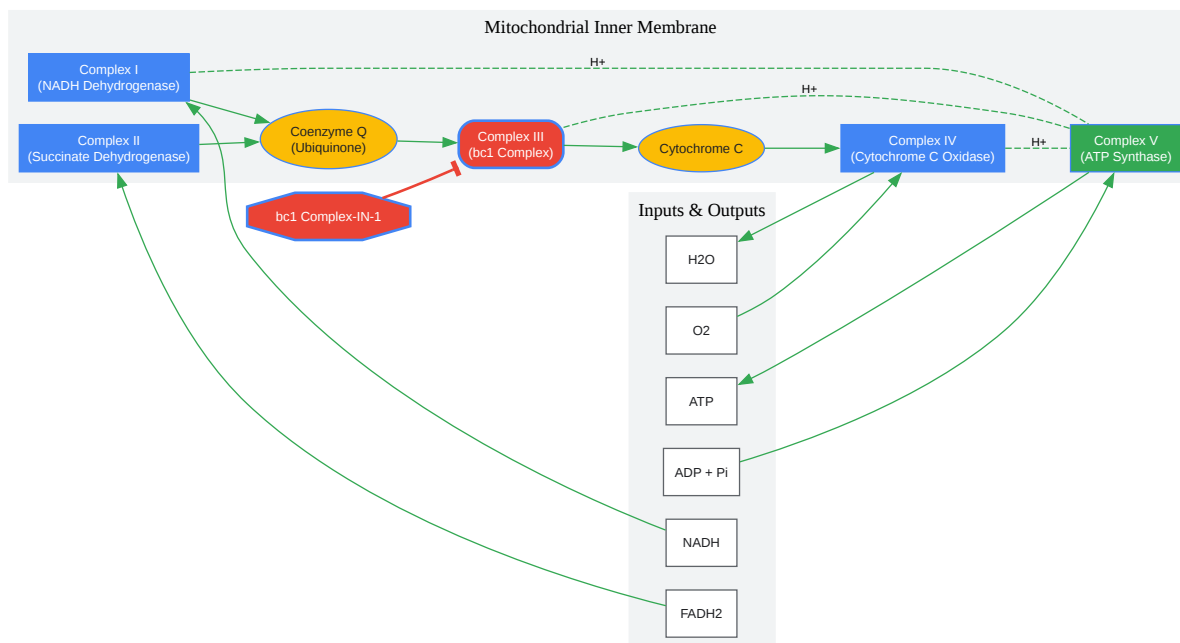 Mitochondrial Inner Membrane
Complex I
(NADH Dehydrogenase)
H+
H+
Complex II
(Succinate Dehydrogenase)
Coenzyme Q
(Ubiquinone)
Complex III
(bc1 Complex)
Cytochrome C
Complex IV
(Cytochrome C Oxidase)
H+
Complex V
(ATP Synthase)
bc1 Complex-IN-1
Inputs & Outputs
H2O
O2
ATP
ADP + Pi
NADH
FADH2